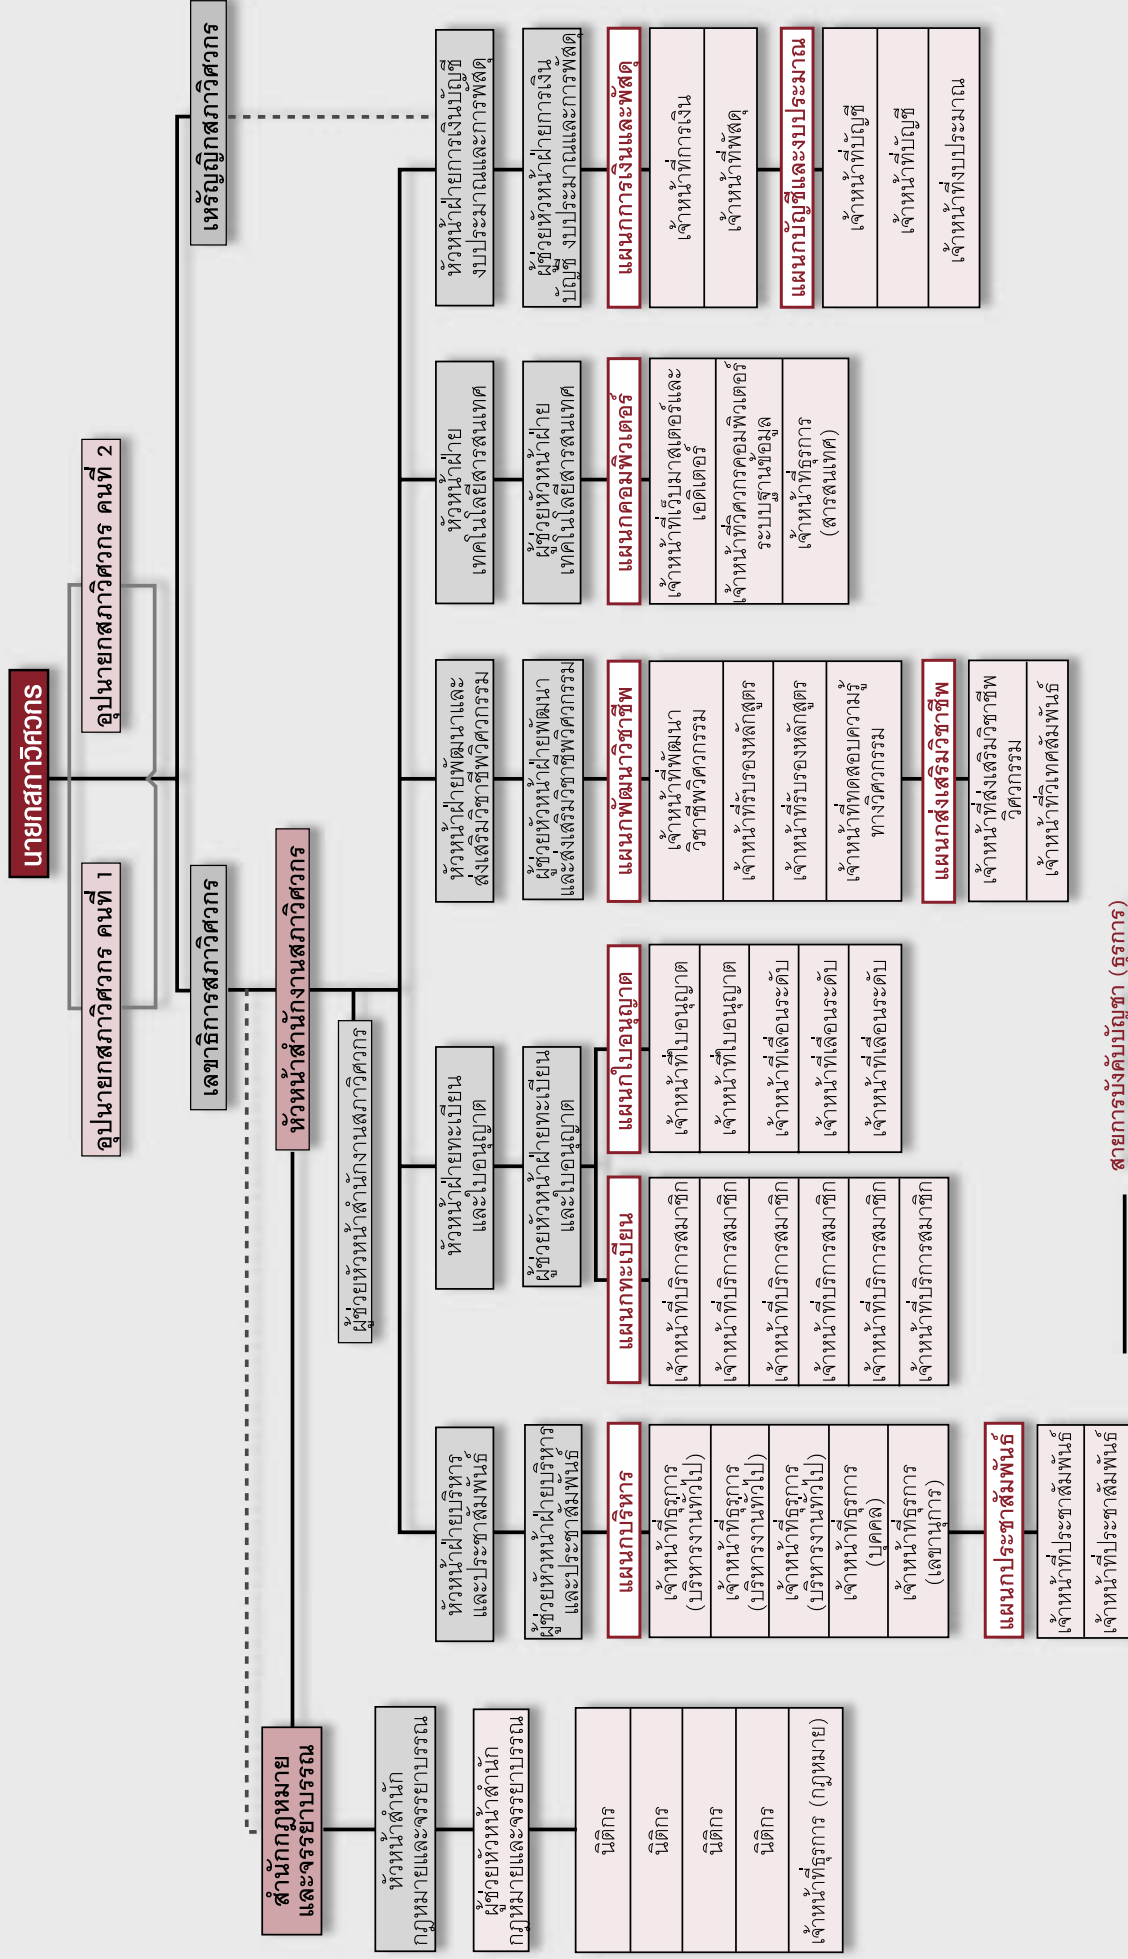 นายกสภาวิศวกร
อุปนายกสภาวิศวกร คนที่ 1
อุปนายกสภาวิศวกร คนที่ 2
เลขาธิการสภาวิศวกร
เหรัญญิกสภาวิศวกร
สำนักกฎหมาย
และจรรยาบรรณ
หัวหน้าสำนักงานสภาวิศวกร
ผู้ช่วยหัวหน้าสำนักงานสภาวิศวกร
หัวหน้าสำนัก
กฎหมายและจรรยาบรรณ
ผู้ช่วยหัวหน้าสำนัก
กฎหมายและจรรยาบรรณ
นิติกร
นิติกร
นิติกร
นิติกร
เจ้าหน้าที่ธุรการ (กฎหมาย)
หัวหน้าฝ่ายบริหาร
และประชาสัมพันธ์
ผู้ช่วยหัวหน้าฝ่ายบริหาร
และประชาสัมพันธ์
แผนกบริหาร
เจ้าหน้าที่ธุรการ
(บริหารงานทั่วไป)
เจ้าหน้าที่ธุรการ
(บริหารงานทั่วไป)
เจ้าหน้าที่ธุรการ
(บริหารงานทั่วไป)
เจ้าหน้าที่ธุรการ
(บุคคล)
เจ้าหน้าที่ธุรการ
(เลขานุการ)
แผนกประชาสัมพันธ์
เจ้าหน้าที่ประชาสัมพันธ์
เจ้าหน้าที่ประชาสัมพันธ์
หัวหน้าฝ่ายทะเบียน
และใบอนุญาต
ผู้ช่วยหัวหน้าฝ่ายทะเบียน
และใบอนุญาต
แผนกทะเบียน
เจ้าหน้าที่บริการสมาชิก
เจ้าหน้าที่บริการสมาชิก
เจ้าหน้าที่บริการสมาชิก
เจ้าหน้าที่บริการสมาชิก
เจ้าหน้าที่บริการสมาชิก
เจ้าหน้าที่บริการสมาชิก
แผนกใบอนุญาต
เจ้าหน้าที่ใบอนุญาต
เจ้าหน้าที่ใบอนุญาต
เจ้าหน้าที่เลื่อนระดับ
เจ้าหน้าที่เลื่อนระดับ
เจ้าหน้าที่เลื่อนระดับ
หัวหน้าฝ่ายพัฒนาและ
ส่งเสริมวิชาชีพวิศวกรรม
ผู้ช่วยหัวหน้าฝ่ายพัฒนา
และส่งเสริมวิชาชีพวิศวกรรม
แผนกพัฒนาวิชาชีพ
เจ้าหน้าที่พัฒนา
วิชาชีพวิศวกรรม
เจ้าหน้าที่รับรองหลักสูตร
เจ้าหน้าที่รับรองหลักสูตร
เจ้าหน้าที่ทดสอบความรู้
ทางวิศวกรรม
แผนกส่งเสริมวิชาชีพ
เจ้าหน้าที่ส่งเสริมวิชาชีพ
วิศวกรรม
เจ้าหน้าที่วิเทศสัมพันธ์
หัวหน้าฝ่าย
เทคโนโลยีสารสนเทศ
ผู้ช่วยหัวหน้าฝ่าย
เทคโนโลยีสารสนเทศ
แผนกคอมพิวเตอร์
เจ้าหน้าที่เว็บมาสเตอร์และ
เอดิเตอร์
เจ้าหน้าที่วิศวกรคอมพิวเตอร์
ระบบฐานข้อมูล
เจ้าหน้าที่ธุรการ
(สารสนเทศ)
หัวหน้าฝ่ายการเงินบัญชี
งบประมาณและการพัสดุ
ผู้ช่วยหัวหน้าฝ่ายการเงิน
บัญชี งบประมาณและการพัสดุ
แผนกการเงินและพัสดุ
เจ้าหน้าที่การเงิน
เจ้าหน้าที่พัสดุ
แผนกบัญชีและงบประมาณ
เจ้าหน้าที่บัญชี
เจ้าหน้าที่บัญชี
เจ้าหน้าที่งบประมาณ
สายการบังคับบัญชา (ธุรการ)